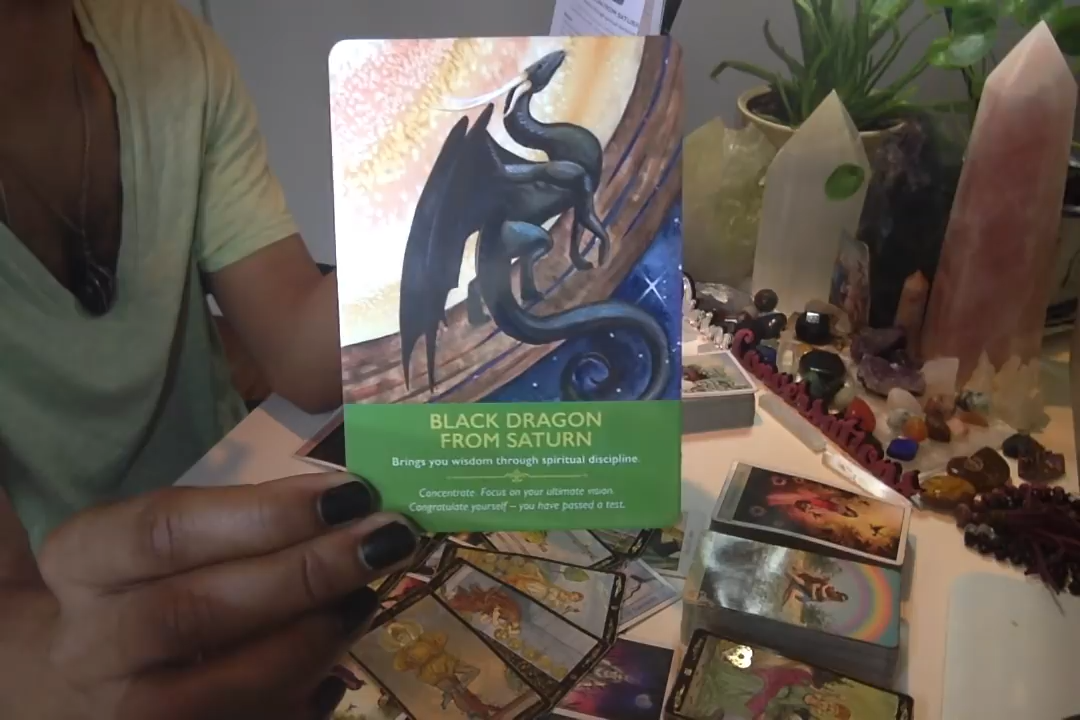 BLACK DRAGON
FROM SATURN
Brings you wisdom through spiritual discipline.
Concentrate. Focus on your ultimate vision.
Congratulate yourself – you have passed a test.
Conversations